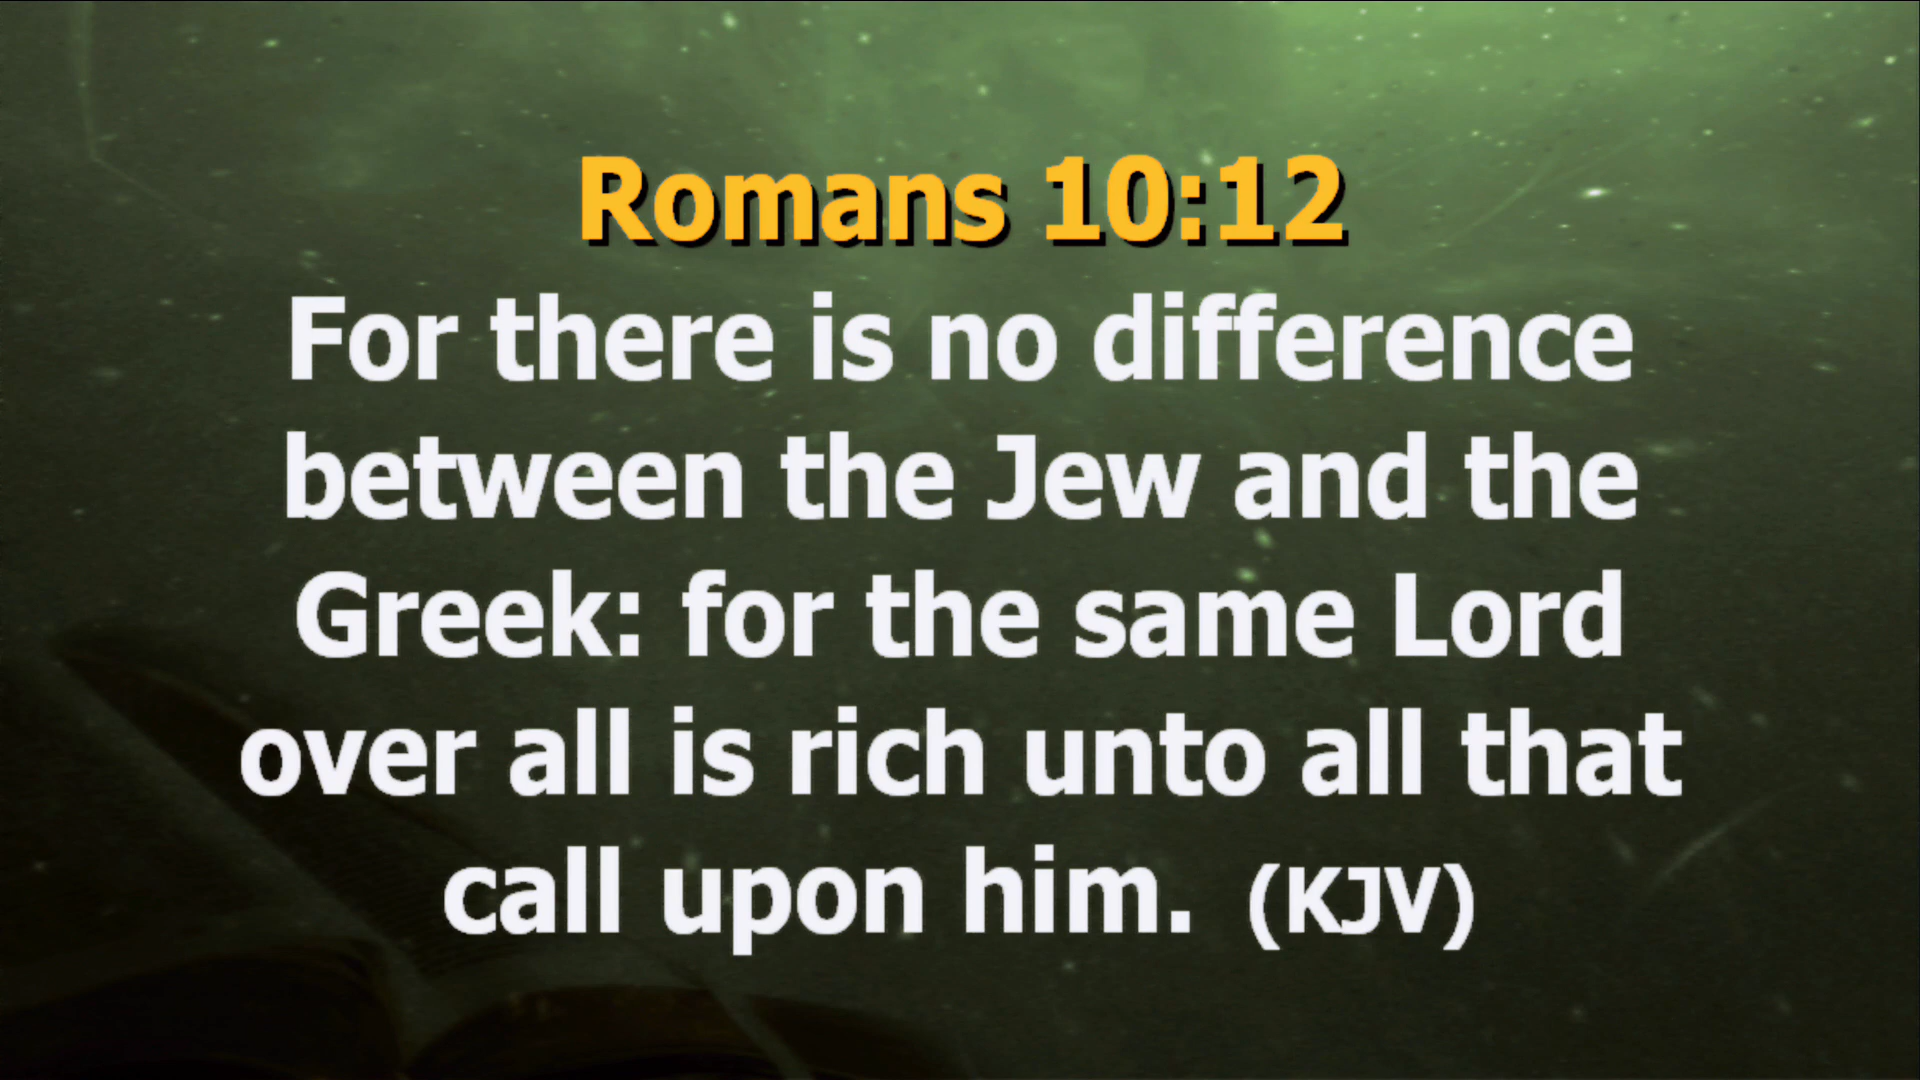 Romans 10:12
For there is no difference
between the Jew and the
Greek: for the same Lord
over all is rich unto all that
call upon him. (KJV)